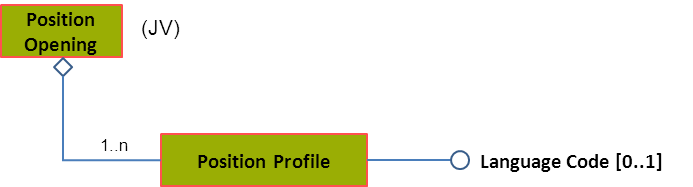 Position
Opening
(JV)
1..n
Position Profile
Language Code [0..1]